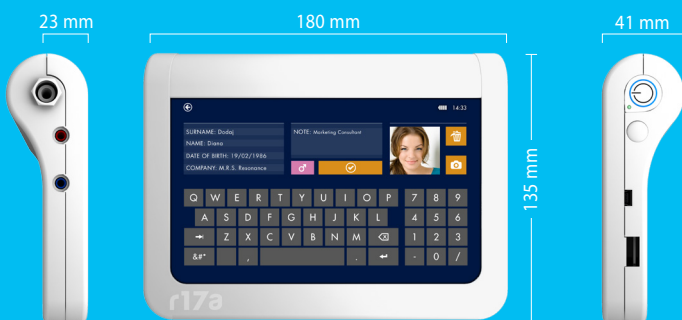 23 mm
180 mm
41 mm
14:33
SURNAME: Dodaj
NAME: Diana
DATE OF BIRTH: 19/02/1986
COMPANY: M.R.S. Resonance
NOTE: Marketing Consultant
Q W E R T Y U I O P 7 8 9
A S D F G H J K L 4 5 6
Z X C V B N M 1 2 3
&#* , . - 0 /
135 mm
r17a